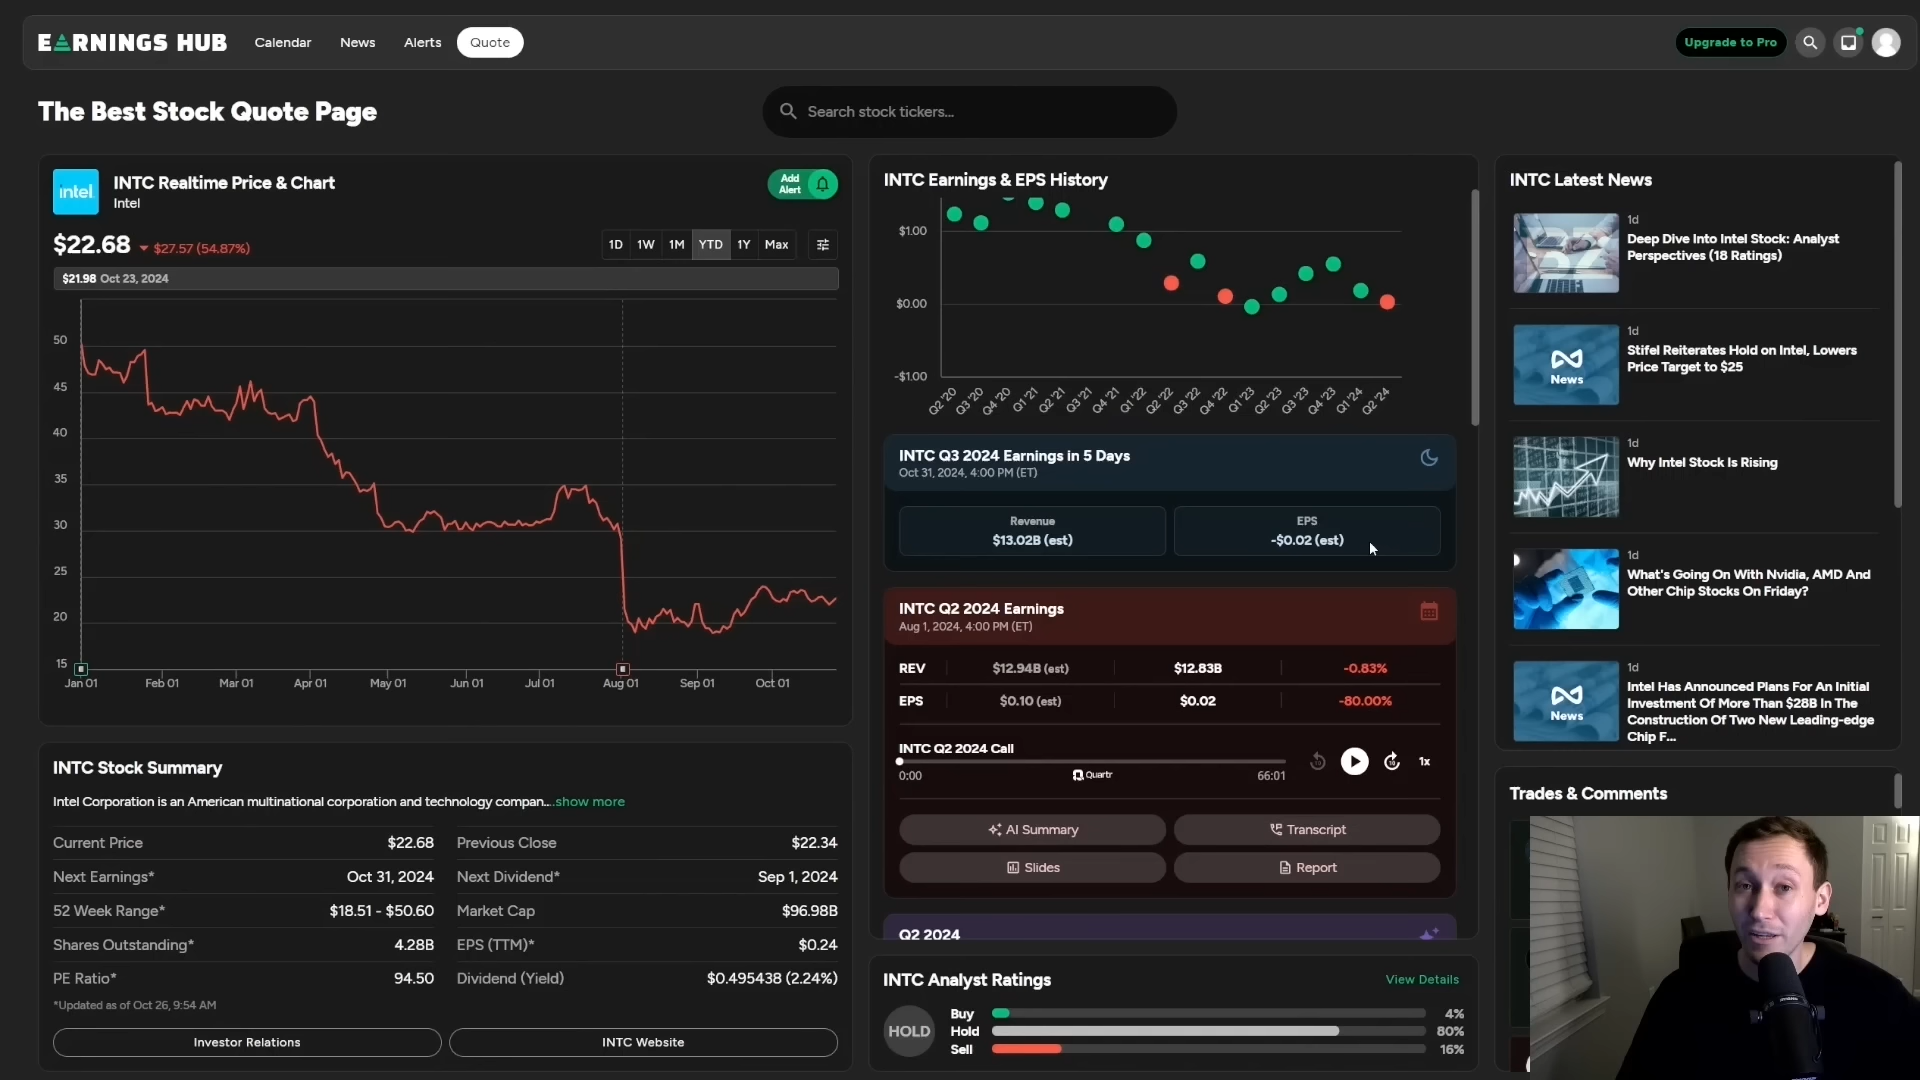 EARNINGS HUB
Calendar
News
Alerts
Quote
Upgrade to Pro
The Best Stock Quote Page
Search stock tickers...
intel
INTC Realtime Price & Chart
Intel
Add
Alert
$22.68
$27.57 (54.87%)
1D
1W
1M
YTD
1Y
Max
$21.98 Oct 23, 2024
50
45
40
35
30
25
20
15
Jan 01
Feb 01
Mar 01
Apr 01
May 01
Jun 01
Jul 01
Aug 01
Sep 01
Oct 01
INTC Stock Summary
Intel Corporation is an American multinational corporation and technology compan...show more
Current Price $22.68
Previous Close $22.34
Next Earnings* Oct 31, 2024
Next Dividend* Sep 1, 2024
52 Week Range* $18.51 - $50.60
Market Cap $96.98B
Shares Outstanding* 4.28B
EPS (TTM)* $0.24
PE Ratio* 94.50
Dividend (Yield) $0.495438 (2.24%)
*Updated as of Oct 26, 9:54 AM
Investor Relations
INTC Website
INTC Earnings & EPS History
$1.00
$0.00
-$1.00
Q2 '20
Q3 '20
Q4 '20
Q1 '21
Q2 '21
Q3 '21
Q4 '21
Q1 '22
Q2 '22
Q3 '22
Q4 '22
Q1 '23
Q2 '23
Q3 '23
Q4 '23
Q1 '24
Q2 '24
INTC Q3 2024 Earnings in 5 Days
Oct 31, 2024, 4:00 PM (ET)
Revenue
$13.02B (est)
EPS
-$0.02 (est)
INTC Q2 2024 Earnings
Aug 1, 2024, 4:00 PM (ET)
REV $12.94B (est) $12.83B -0.83%
EPS $0.10 (est) $0.02 -80.00%
INTC Q2 2024 Call
0:00
Quartr
66:01
1x
AI Summary
Transcript
Slides
Report
Q2 2024
INTC Analyst Ratings
View Details
HOLD
Buy 4%
Hold 80%
Sell 16%
INTC Latest News
1d
Deep Dive Into Intel Stock: Analyst
Perspectives (18 Ratings)
News
1d
Stifel Reiterates Hold on Intel, Lowers
Price Target to $25
1d
Why Intel Stock Is Rising
1d
What's Going On With Nvidia, AMD And
Other Chip Stocks On Friday?
News
1d
Intel Has Announced Plans For An Initial
Investment Of More Than $28B In The
Construction Of Two New Leading-edge
Chip F...
Trades & Comments